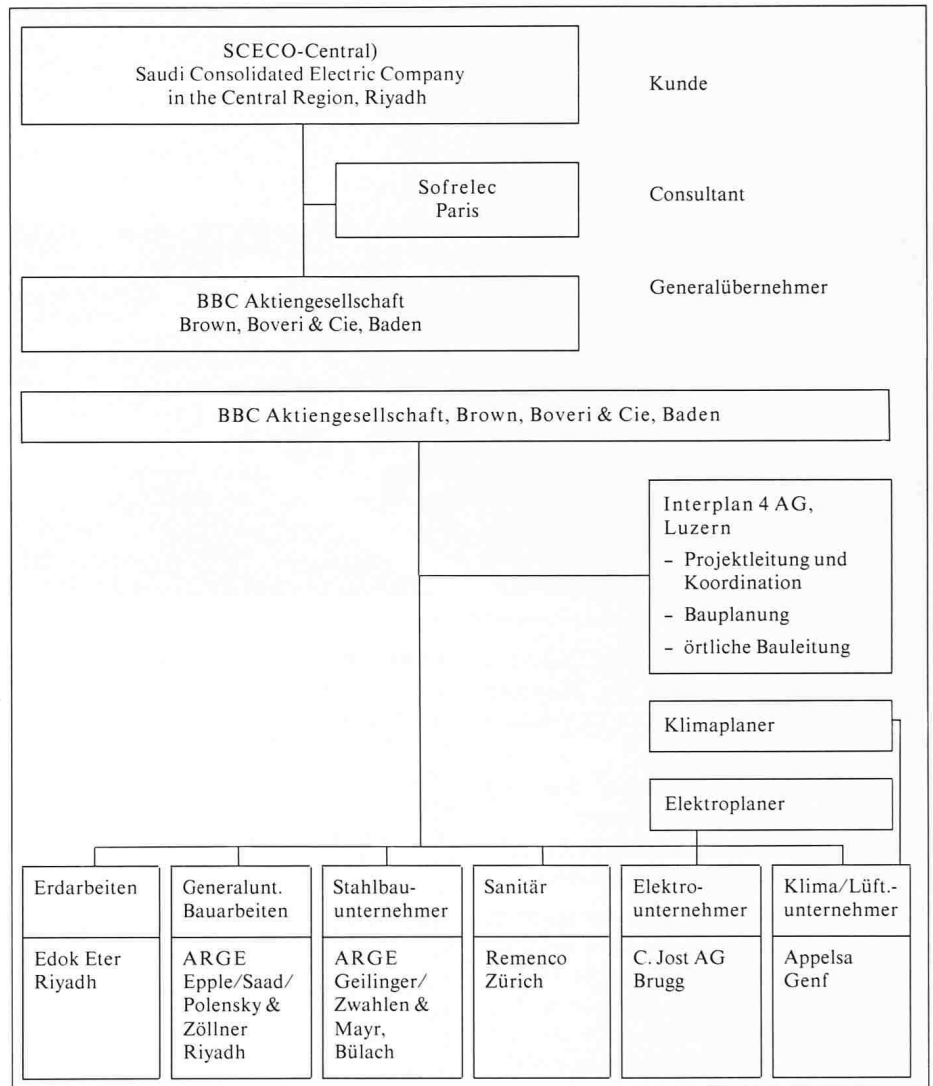 SCECO-Central)
Saudi Consolidated Electric Company
in the Central Region, Riyadh
Kunde
Sofrelec
Paris
Consultant
BBC Aktiengesellschaft
Brown, Boveri & Cie, Baden
Generalübernehmer
BBC Aktiengesellschaft, Brown, Boveri & Cie, Baden
Interplan 4 AG,
Luzern
- Projektleitung und
Koordination
- Bauplanung
- örtliche Bauleitung
Klimaplaner
Elektroplaner
Erdarbeiten
Edok Eter
Riyadh
Generalunt.
Bauarbeiten
ARGE
Epple/Saad/
Polensky &
Zöllner
Riyadh
Stahlbau-
unternehmer
ARGE
Geilinger/
Zwahlen &
Mayr,
Bülach
Sanitär
Remenco
Zürich
Elektro-
unternehmer
C. Jost AG
Brugg
Klima/Lüft.-
unternehmer
Appelsa
Genf